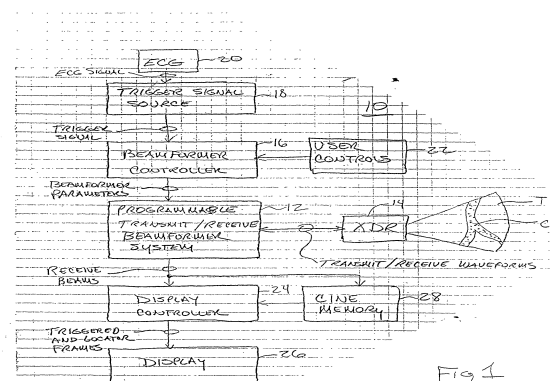 ECG
20
ECG SIGNAL
TRIGGER SIGNAL
SOURCE
18
10
TRIGGER
SIGNAL
BEAMFORMER
CONTROLLER
16
USER
CONTROLS
22
BEAMFORMER
PARAMETERS
PROGRAMMABLE
TRANSMIT/RECEIVE
BEAMFORMER
SYSTEM
12
14
XDR
T
C
TRANSMIT/RECEIVE WAVEFORMS
RECEIVE
BEAMS
DISPLAY
CONTROLLER
24
CINE
MEMORY
28
TRIGGERED
AND LOCATOR
FRAMES
DISPLAY
26
FIG 1